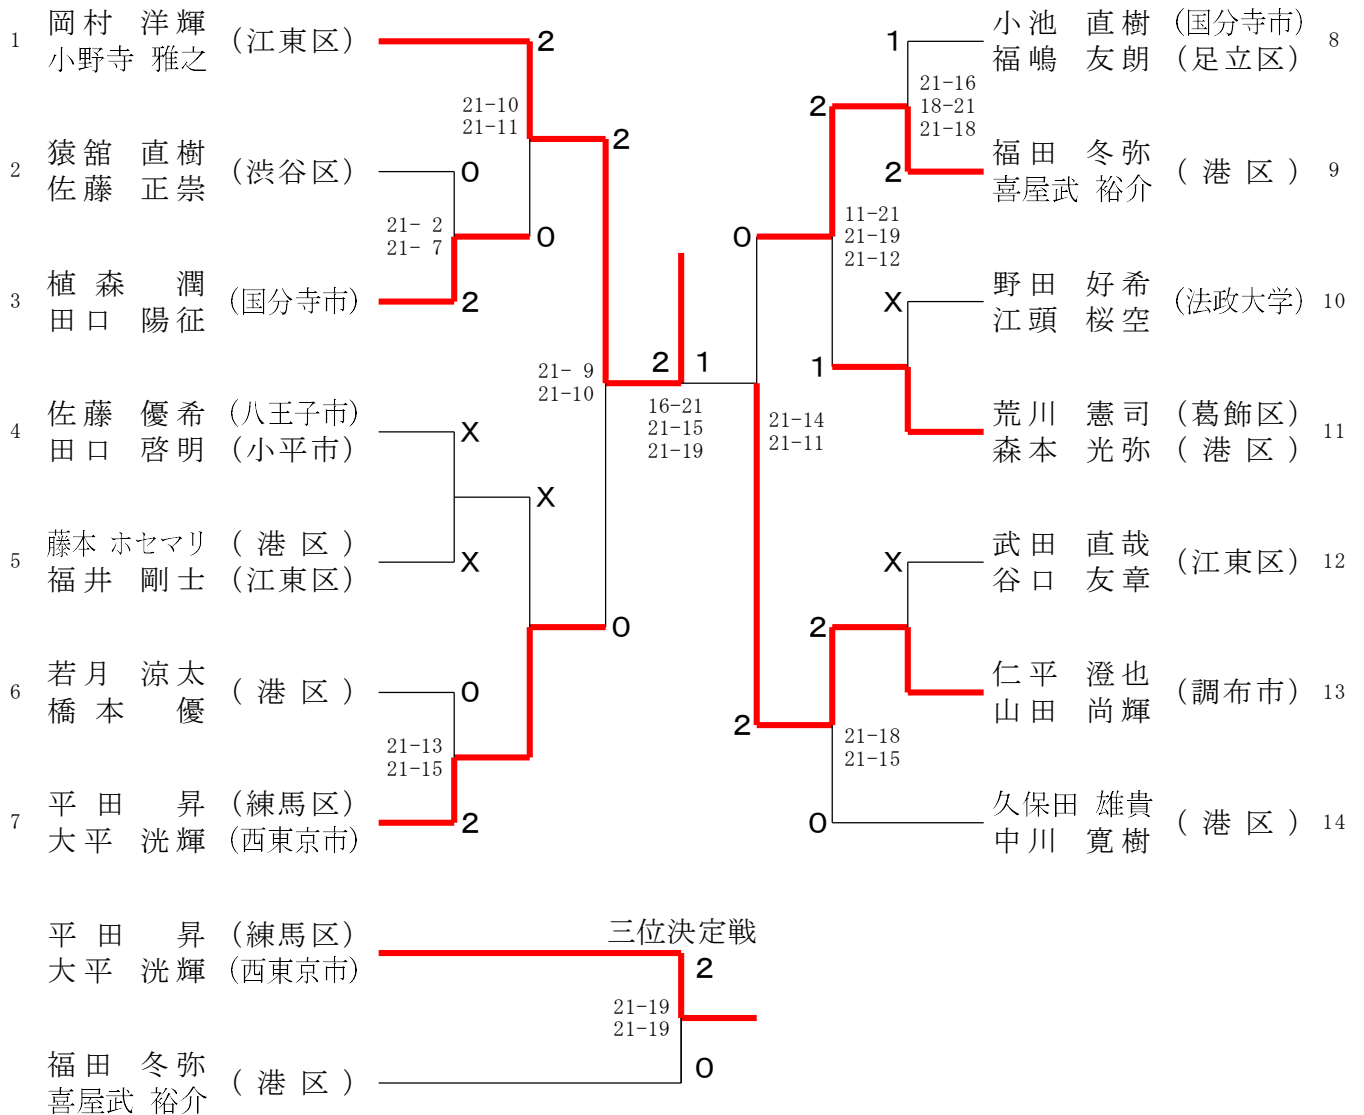 1 岡村 洋輝 (江東区)
小野寺 雅之
2
21-10
21-11
2
2 猿舘 直樹 (渋谷区)
佐藤 正崇
0
21- 2
21- 7
0
3 植森 潤 (国分寺市)
田口 陽征
2
21- 9
21-10
4 佐藤 優希 (八王子市)
田口 啓明 (小平市)
X
X
5 藤本 ホセマリ (港区)
福井 剛士 (江東区)
X
0
6 若月 涼太 (港区)
橋本 優
0
21-13
21-15
7 平田 昇 (練馬区)
大平 洸輝 (西東京市)
2
2 1
16-21
21-15
21-19
小池 直樹 (国分寺市) 8
福嶋 友朗 (足立区)
1
21-16
18-21
21-18
2
福田 冬弥 (港区) 9
喜屋武 裕介
2
0
11-21
21-19
21-12
野田 好希 (法政大学) 10
江頭 桜空
X
1
荒川 憲司 (葛飾区) 11
森本 光弥 (港区)
21-14
21-11
武田 直哉 (江東区) 12
谷口 友章
X
2
仁平 澄也 (調布市) 13
山田 尚輝
2
21-18
21-15
久保田 雄貴 (港区) 14
中川 寛樹
0
三位決定戦
平田 昇 (練馬区)
大平 洸輝 (西東京市)
2
21-19
21-19
福田 冬弥 (港区)
喜屋武 裕介
0